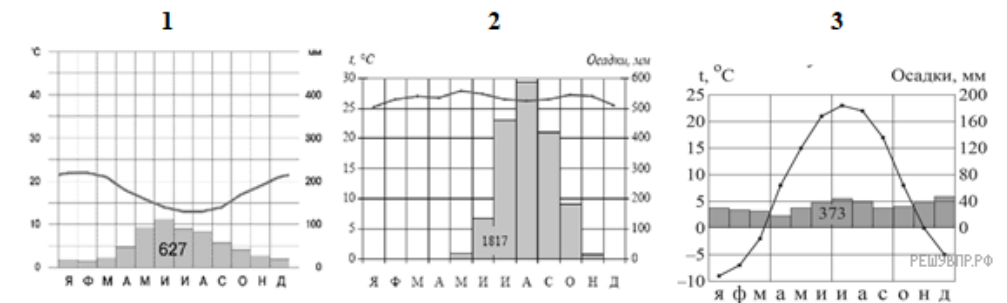 1 2 3
°C мм
40 400
30 300
20 200
10 100
0 0
627
Я Ф М А М И И А С О Н Д
t, °C Осадки, мм
30 600
25 500
20 400
15 300
10 200
5 100
0 0
1817
Я Ф М А М И И А С О Н Д
t, °C Осадки, мм
25 200
20 160
15 120
10 80
5 40
0 0
−5
−10
373
я ф м а м и и а с о н д
РЕШУВПР.РФ